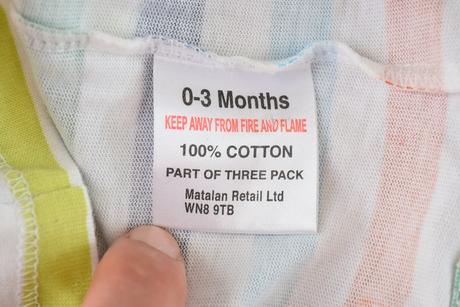 0-3 Months
KEEP AWAY FROM FIRE AND FLAME
100% COTTON
PART OF THREE PACK
Matalan Retail Ltd
WN8 9TB